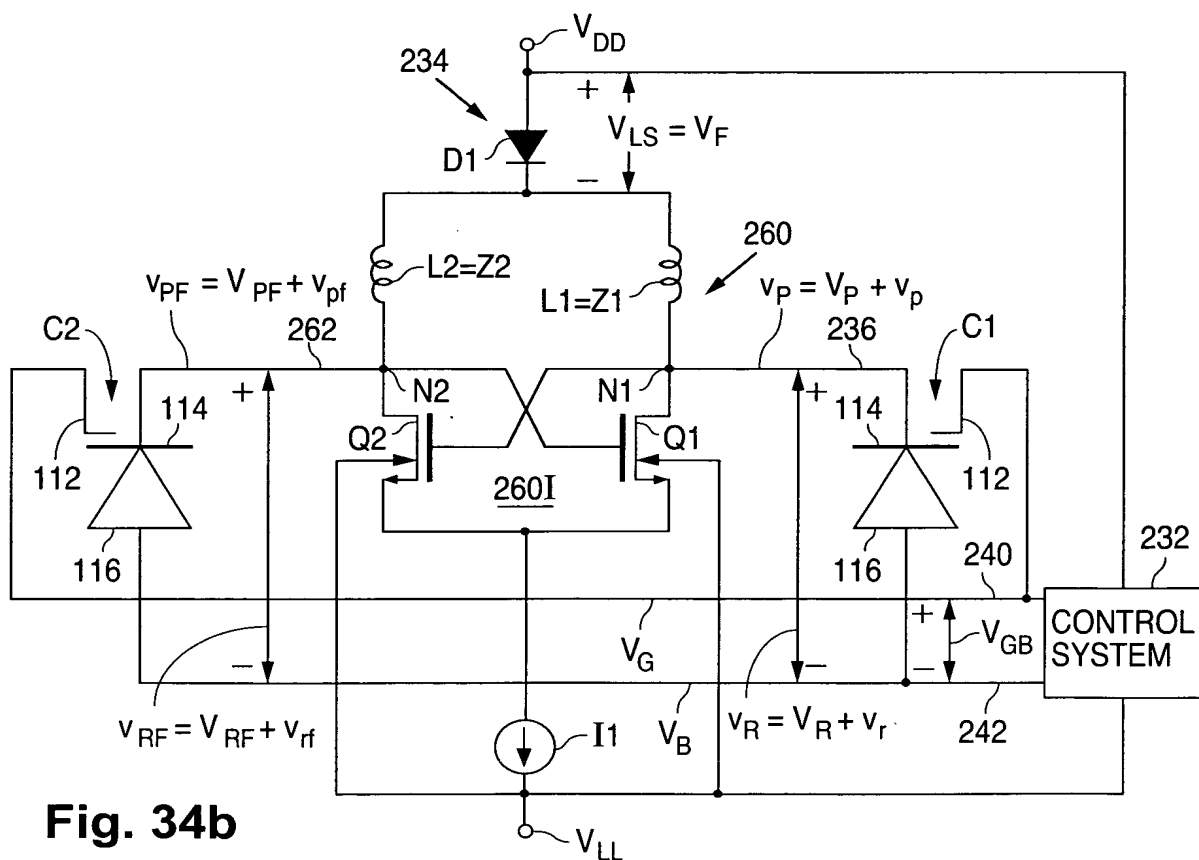 V_DD
234
+
V_LS = V_F
D1
−
260
L2=Z2
L1=Z1
v_PF = V_PF + v_pf
v_P = V_P + v_p
C2
262
236
C1
+
N2
N1
+
114
Q2
Q1
114
112
112
260I
116
116
240
232
+
V_GB
CONTROL
SYSTEM
V_G
−
−
−
v_RF = V_RF + v_rf
I1
V_B
v_R = V_R + v_r
242
Fig. 34b
V_LL